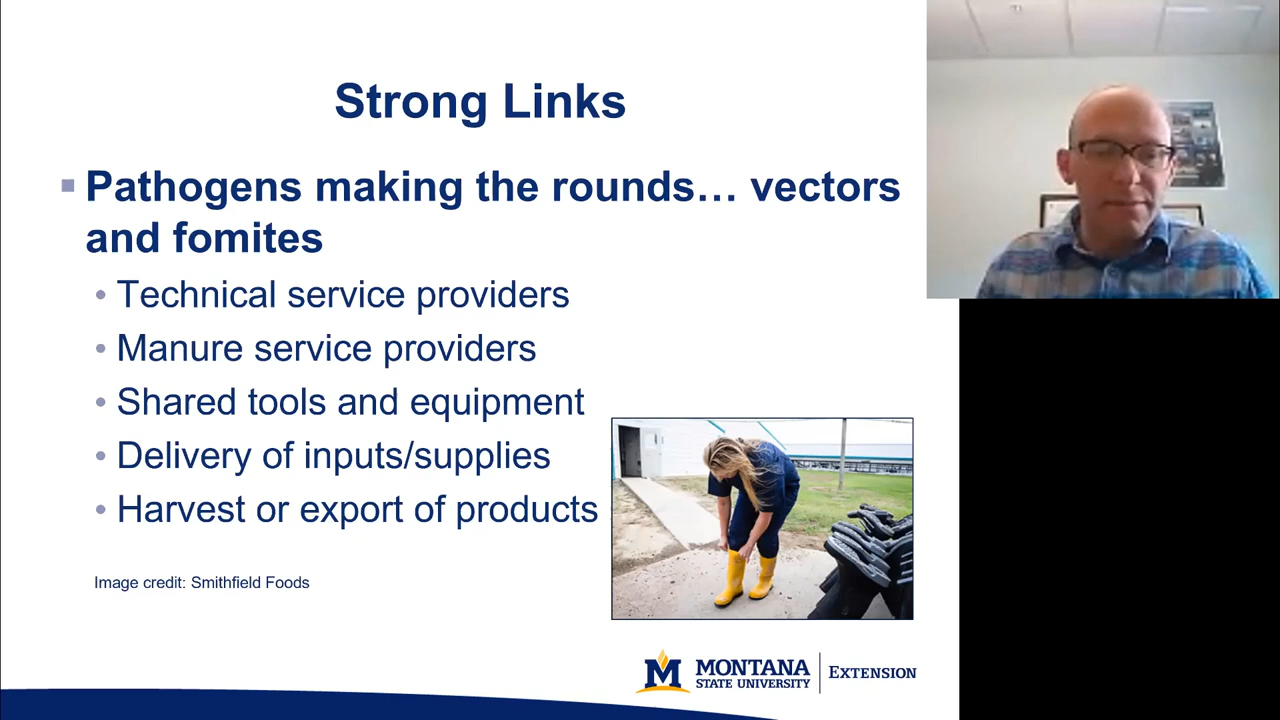 Strong Links
▪ Pathogens making the rounds… vectors
and fomites
• Technical service providers
• Manure service providers
• Shared tools and equipment
• Delivery of inputs/supplies
• Harvest or export of products
Image credit: Smithfield Foods
M MONTANA
STATE UNIVERSITY
EXTENSION